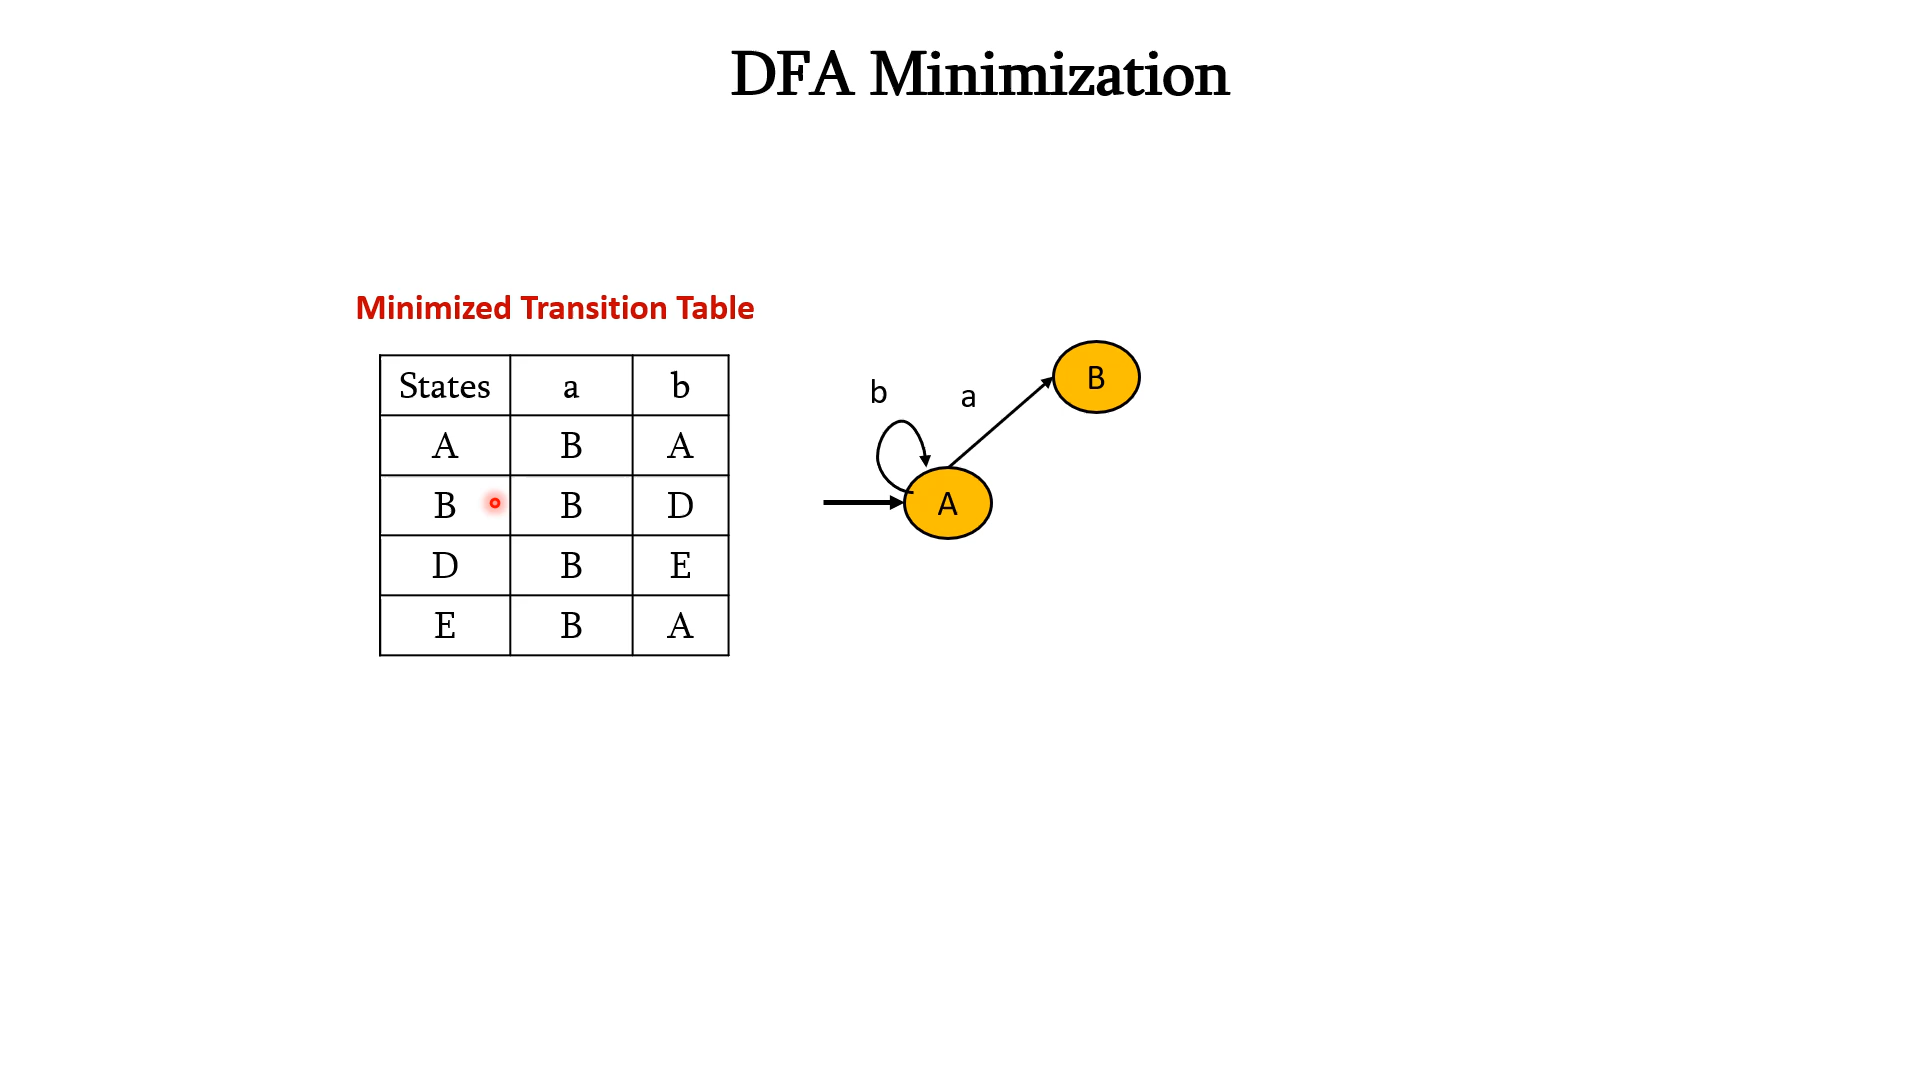 DFA Minimization
Minimized Transition Table
States a b
A B A
B B D
D B E
E B A
b a
B
A